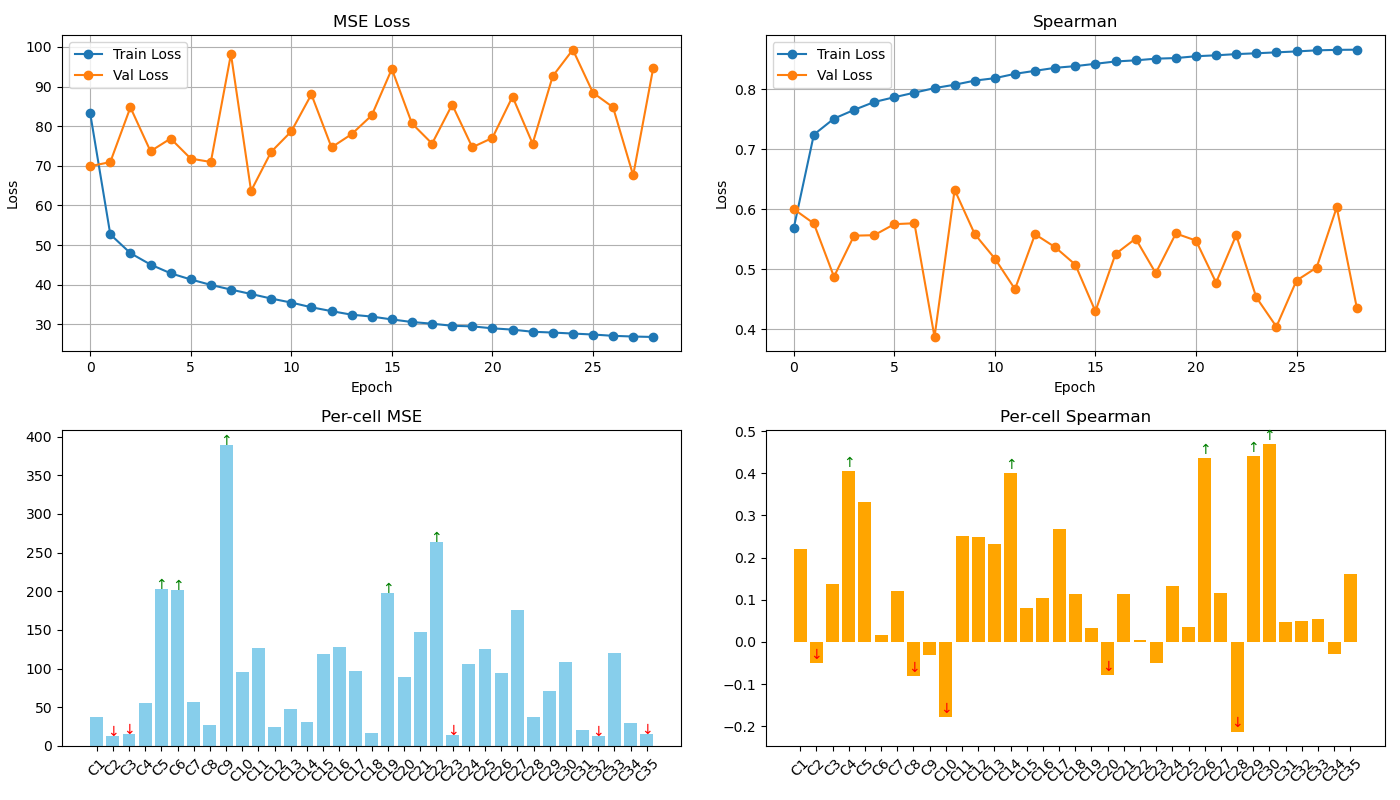 MSE Loss
Train Loss
Val Loss
100
90
80
70
60
50
40
30
Loss
0 5 10 15 20 25
Epoch
Spearman
Train Loss
Val Loss
0.8
0.7
0.6
0.5
0.4
Loss
0 5 10 15 20 25
Epoch
Per-cell MSE
400
350
300
250
200
150
100
50
0
↑ ↑ ↑ ↑ ↑
↓ ↓ ↓ ↓ ↓
C1 C2 C3 C4 C5 C6 C7 C8 C9 C10 C11 C12 C13 C14 C15 C16 C17 C18 C19 C20 C21 C22 C23 C24 C25 C26 C27 C28 C29 C30 C31 C32 C33 C34 C35
Per-cell Spearman
0.5
0.4
0.3
0.2
0.1
0.0
−0.1
−0.2
↑ ↑ ↑ ↑ ↑
↓ ↓ ↓ ↓ ↓
C1 C2 C3 C4 C5 C6 C7 C8 C9 C10 C11 C12 C13 C14 C15 C16 C17 C18 C19 C20 C21 C22 C23 C24 C25 C26 C27 C28 C29 C30 C31 C32 C33 C34 C35